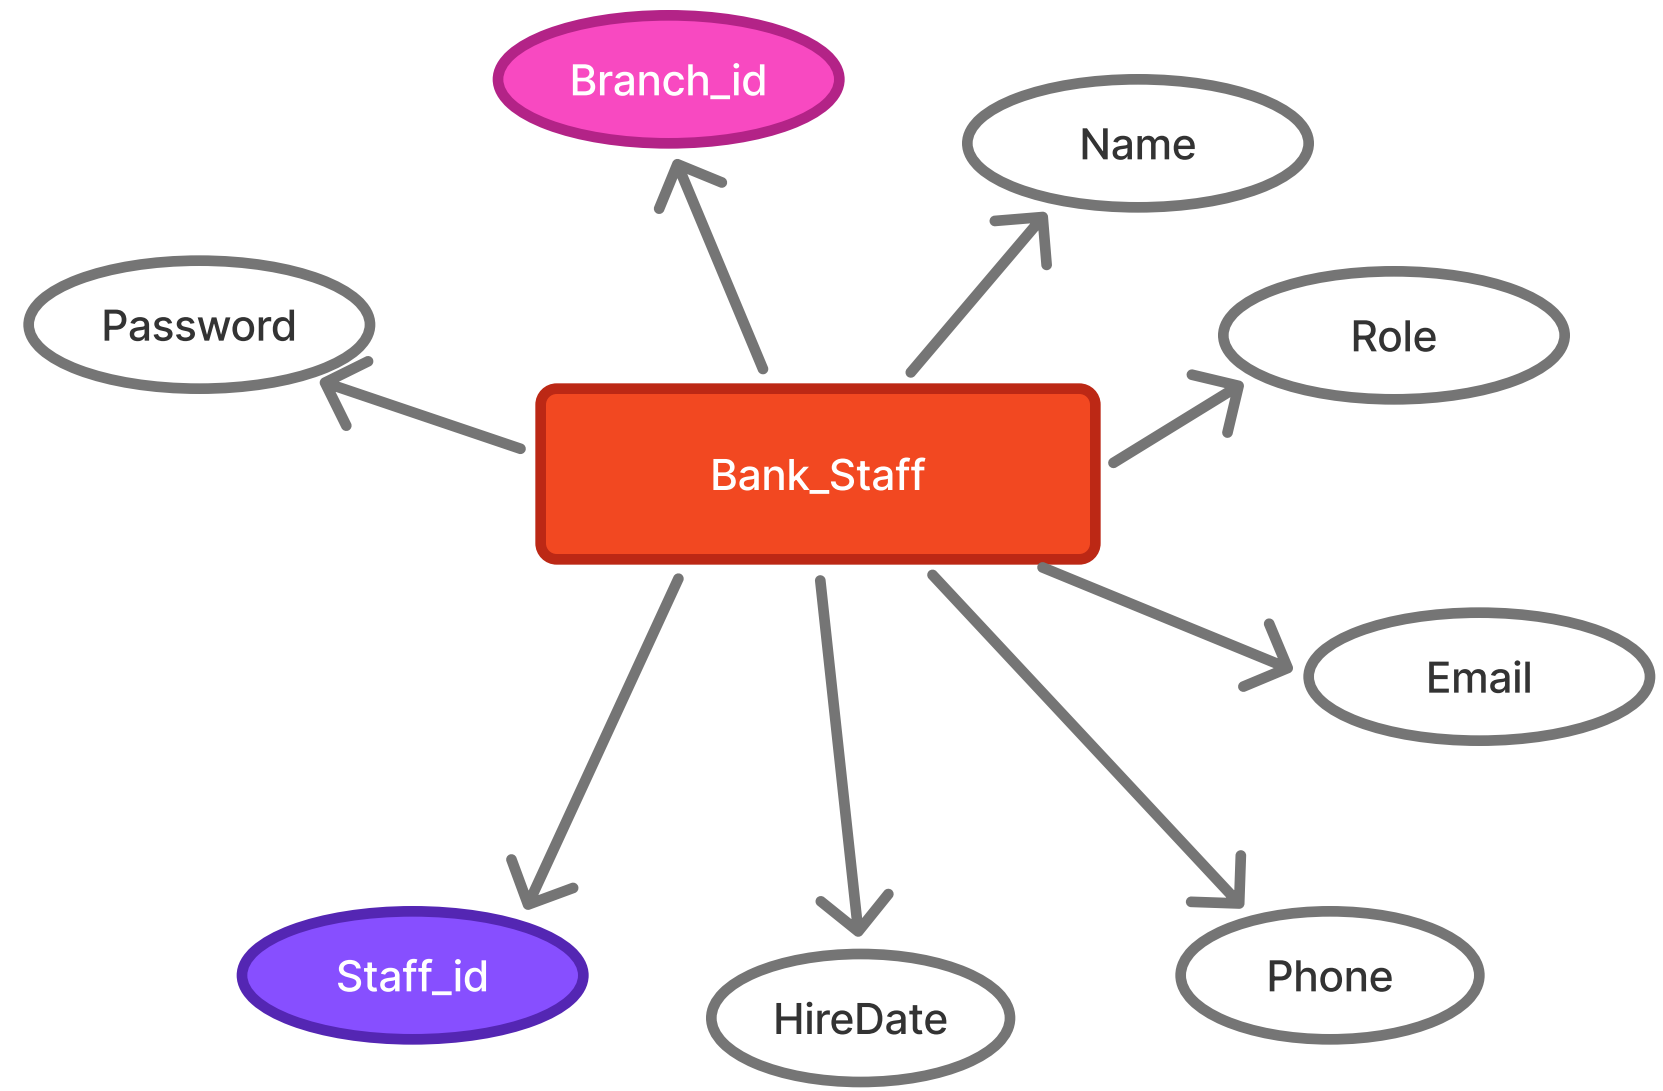 Branch_id
Name
Password
Role
Bank_Staff
Email
Staff_id
HireDate
Phone